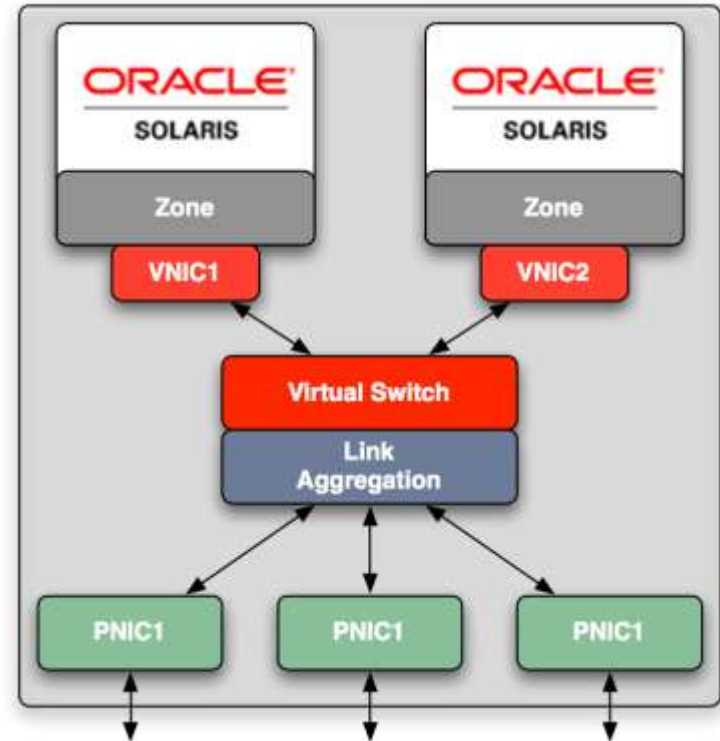 ORACLE® ORACLE®
SOLARIS SOLARIS
Zone Zone
VNIC1 VNIC2
Virtual Switch
Link
Aggregation
PNIC1 PNIC1 PNIC1